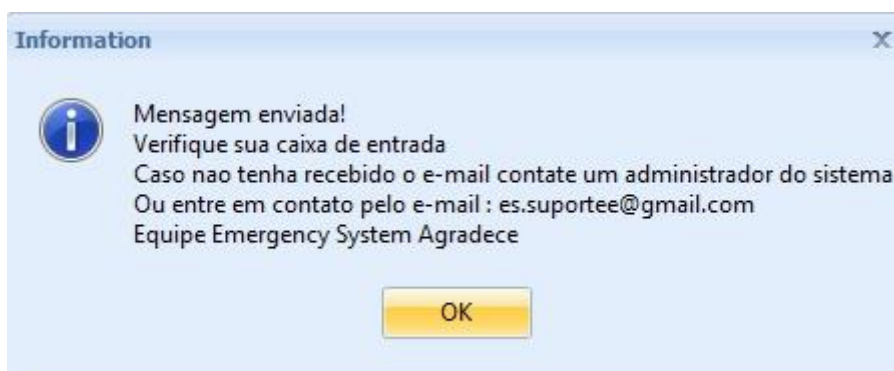 Information
Mensagem enviada!
Verifique sua caixa de entrada
Caso nao tenha recebido o e-mail contate um administrador do sistema
Ou entre em contato pelo e-mail : es.suportee@gmail.com
Equipe Emergency System Agradece
OK